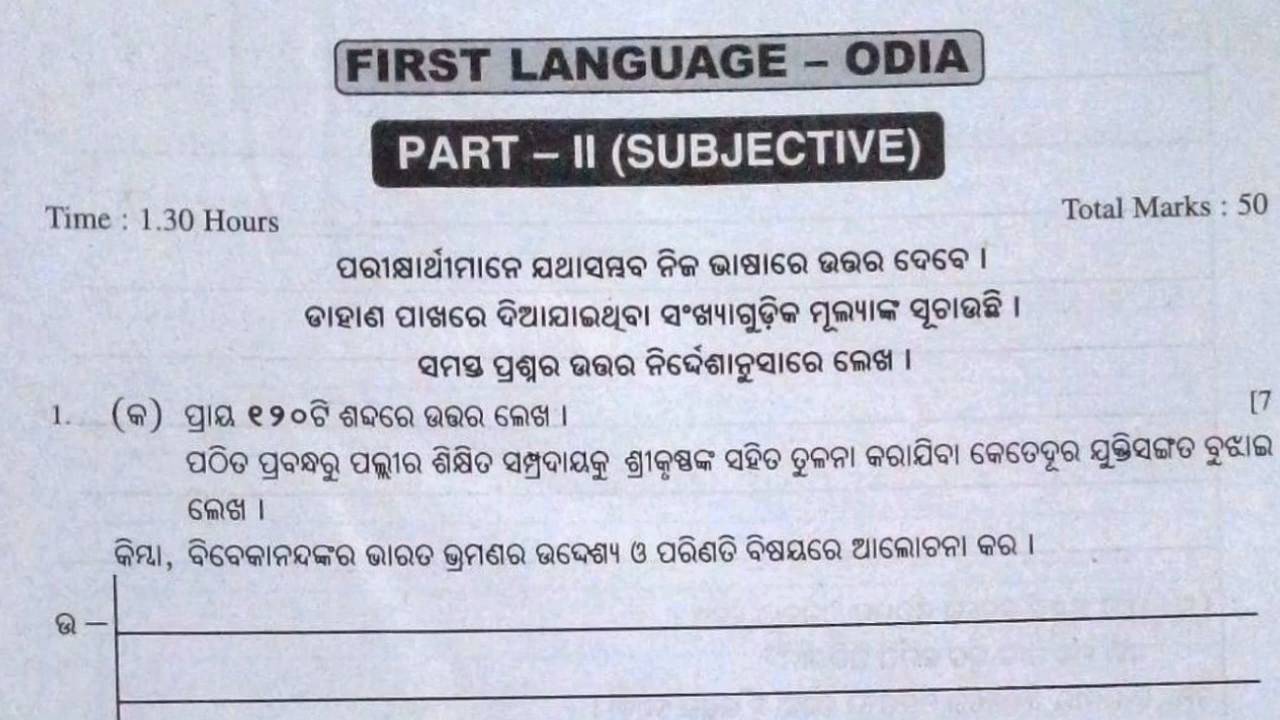 FIRST LANGUAGE – ODIA
PART – II (SUBJECTIVE)
Time : 1.30 Hours
Total Marks : 50
ପରୀକ୍ଷାର୍ଥୀମାନେ ଯଥାସମ୍ଭବ ନିଜ ଭାଷାରେ ଉତ୍ତର ଦେବେ ।
ଡାହାଣ ପାଖରେ ଦିଆଯାଇଥିବା ସଂଖ୍ୟାଗୁଡ଼ିକ ମୂଲ୍ୟାଙ୍କ ସୂଚାଉଛି ।
ସମସ୍ତ ପ୍ରଶ୍ନର ଉତ୍ତର ନିର୍ଦ୍ଦେଶାନୁସାରେ ଲେଖ ।
1. (କ) ପ୍ରାୟ ୧୨୦ଟି ଶବ୍ଦରେ ଉତ୍ତର ଲେଖ । [7
ପଠିତ ପ୍ରବନ୍ଧରୁ ପଲ୍ଲୀର ଶିକ୍ଷିତ ସମ୍ପ୍ରଦାୟକୁ ଶ୍ରୀକୃଷ୍ଣଙ୍କ ସହିତ ତୁଳନା କରାଯିବା କେତେଦୂର ଯୁକ୍ତିସଙ୍ଗତ ବୁଝାଇ
ଲେଖ ।
କିମ୍ବା, ବିବେକାନନ୍ଦଙ୍କର ଭାରତ ଭ୍ରମଣର ଉଦ୍ଦେଶ୍ୟ ଓ ପରିଣତି ବିଷୟରେ ଆଲୋଚନା କର ।
ଉ –